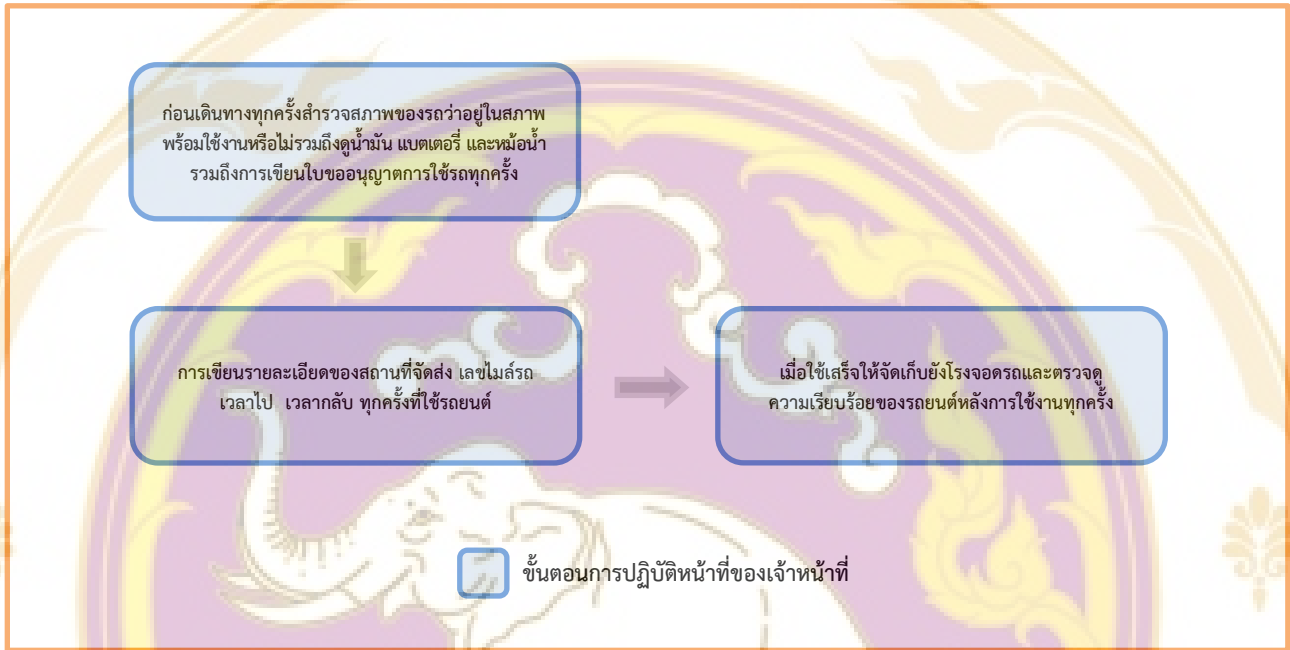 ก่อนเดินทางทุกครั้งสำรวจสภาพของรถว่าอยู่ในสภาพ
พร้อมใช้งานหรือไม่รวมถึงดูน้ำมัน แบตเตอรี่ และหม้อน้ำ
รวมถึงการเขียนใบขออนุญาตการใช้รถทุกครั้ง
การเขียนรายละเอียดของสถานที่จัดส่ง เลขไมล์รถ
เวลาไป เวลากลับ ทุกครั้งที่ใช้รถยนต์
เมื่อใช้เสร็จให้จัดเก็บยังโรงจอดรถและตรวจดู
ความเรียบร้อยของรถยนต์หลังการใช้งานทุกครั้ง
ขั้นตอนการปฏิบัติหน้าที่ของเจ้าหน้าที่